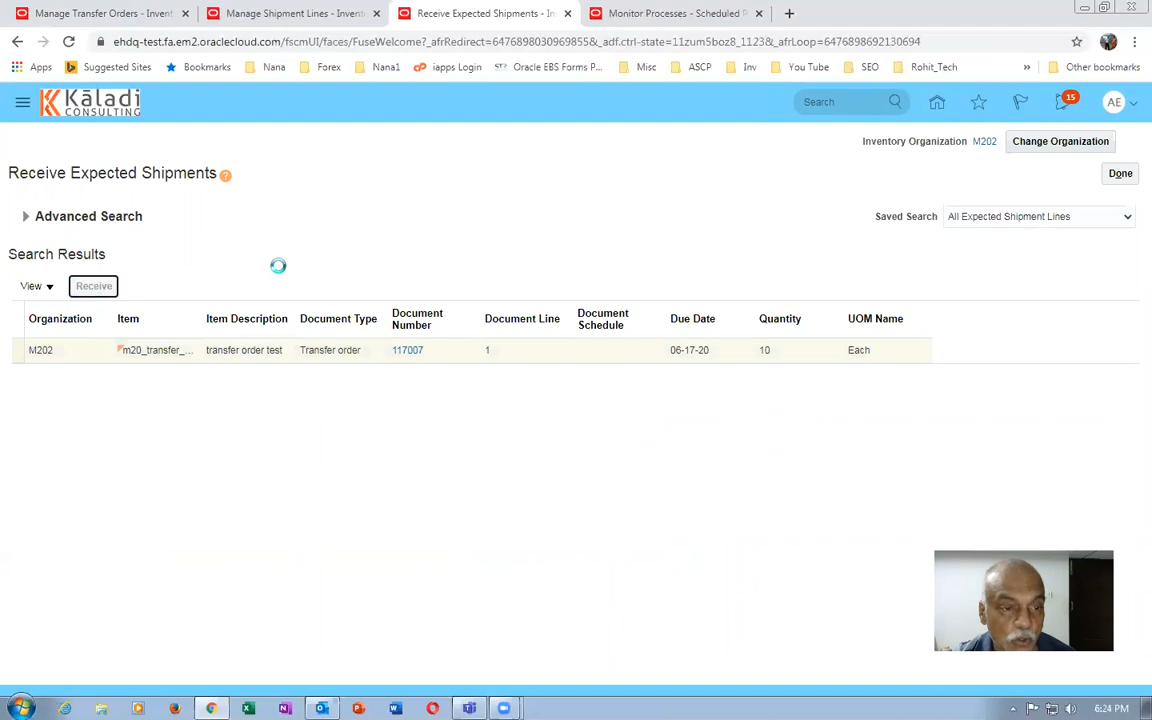 Manage Transfer Orders - Invent
Manage Shipment Lines - Invent
Receive Expected Shipments - In
Monitor Processes - Scheduled P
ehdq-test.fa.em2.oraclecloud.com/fscmUI/faces/FuseWelcome?_afrRedirect=6476898030969855&_adf.ctrl-state=11zum5boz8_1123&_afrLoop=6476898692130694
Apps
Suggested Sites
Bookmarks
Nana
Forex
Nana1
iapps Login
Oracle EBS Forms P...
Misc
ASCP
Inv
You Tube
SEO
Rohit_Tech
Other bookmarks
Kāladi
CONSULTING
Search
15
AE
Inventory Organization M202 Change Organization
Receive Expected Shipments
Done
Advanced Search
Saved Search All Expected Shipment Lines
Search Results
View Receive
Organization Item Item Description Document Type Document Number Document Line Document Schedule Due Date Quantity UOM Name
M202 m20_transfer_... transfer order test Transfer order 117007 1 06-17-20 10 Each
6:24 PM